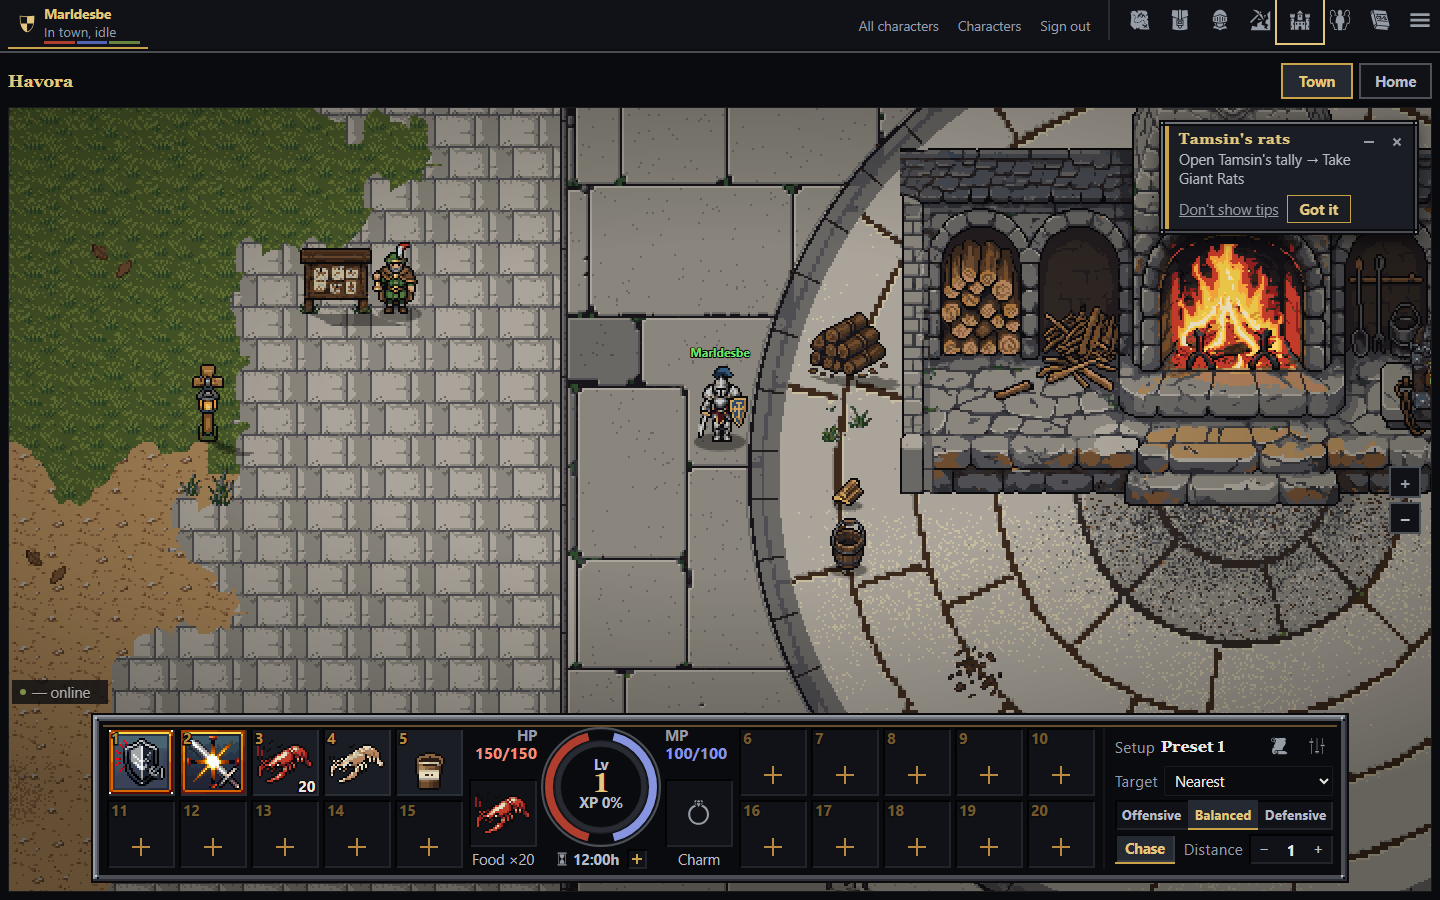 Marldesbe
In town, idle
All characters
Characters
Sign out
Havora
Town
Home
Tamsin's rats
Open Tamsin's tally → Take
Giant Rats
Don't show tips
Got it
Marldesbe
+
−
— online
1
2
3
20
4
5
HP
150/150
Lv
1
XP 0%
MP
100/100
6
7
8
9
10
11
12
13
14
15
Food ×20
12:00h +
Charm
16
17
18
19
20
Setup Preset 1
Target Nearest
Offensive Balanced Defensive
Chase Distance − 1 +